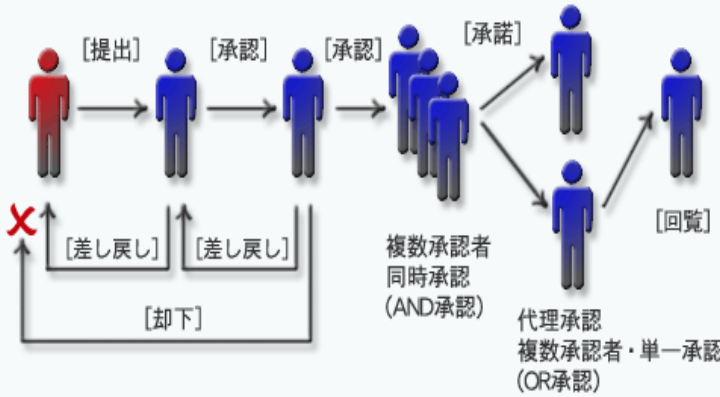 [提出]
[承認]
[承認]
[承諾]
[差し戻し]
[差し戻し]
[却下]
複数承認者
同時承認
(AND承認)
[回覧]
代理承認
複数承認者・単一承認
(OR承認)